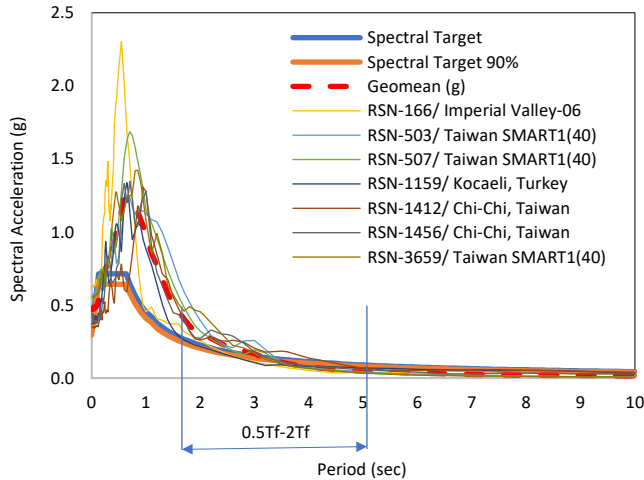 2.5
2.0
1.5
1.0
0.5
0.0
Spectral Acceleration (g)
Spectral Target
Spectral Target 90%
Geomean (g)
RSN-166/ Imperial Valley-06
RSN-503/ Taiwan SMART1(40)
RSN-507/ Taiwan SMART1(40)
RSN-1159/ Kocaeli, Turkey
RSN-1412/ Chi-Chi, Taiwan
RSN-1456/ Chi-Chi, Taiwan
RSN-3659/ Taiwan SMART1(40)
0 1 2 3 4 5 6 7 8 9 10
0.5Tf-2Tf
Period (sec)